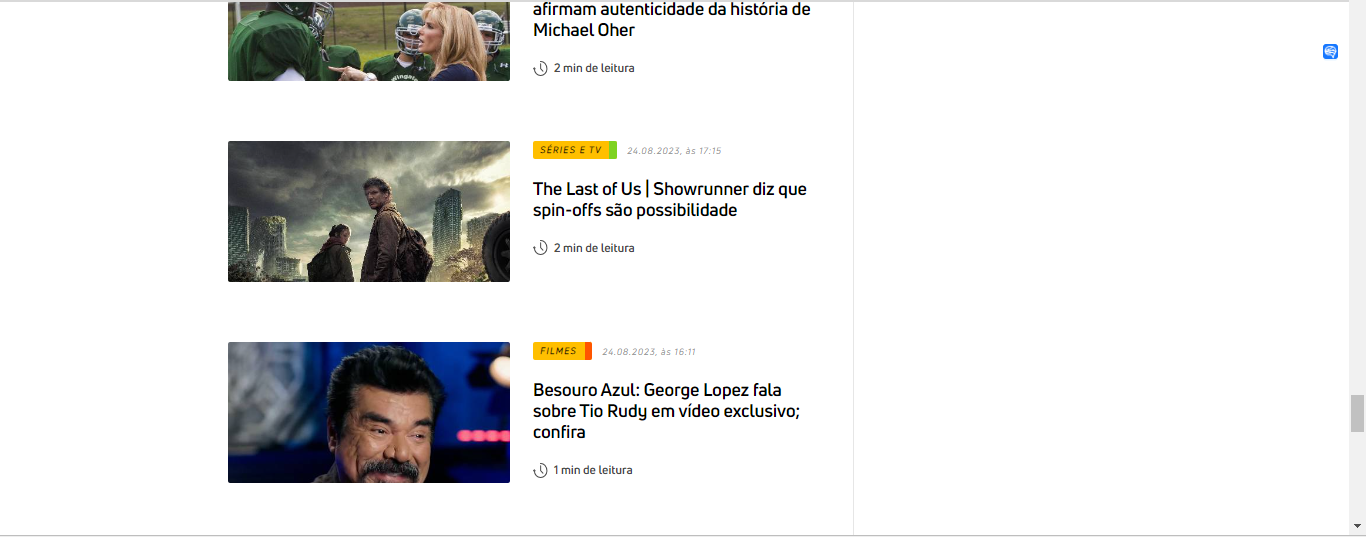 afirmam autenticidade da história de
Michael Oher
2 min de leitura
SÉRIES E TV
24.08.2023, às 17:15
The Last of Us | Showrunner diz que
spin-offs são possibilidade
2 min de leitura
FILMES
24.08.2023, às 16:11
Besouro Azul: George Lopez fala
sobre Tio Rudy em vídeo exclusivo;
confira
1 min de leitura